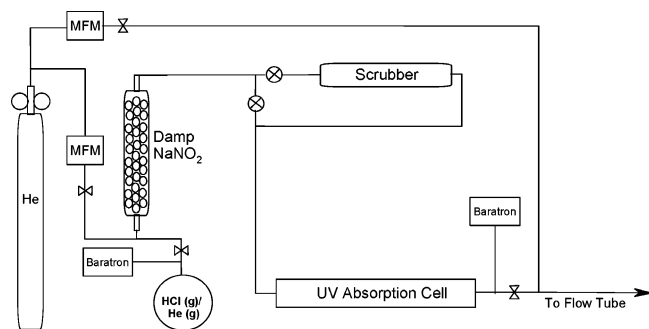 MFM
Scrubber
Damp
NaNO₂
MFM
He
Baratron
Baratron
HCl (g)/
He (g)
UV Absorption Cell
To Flow Tube